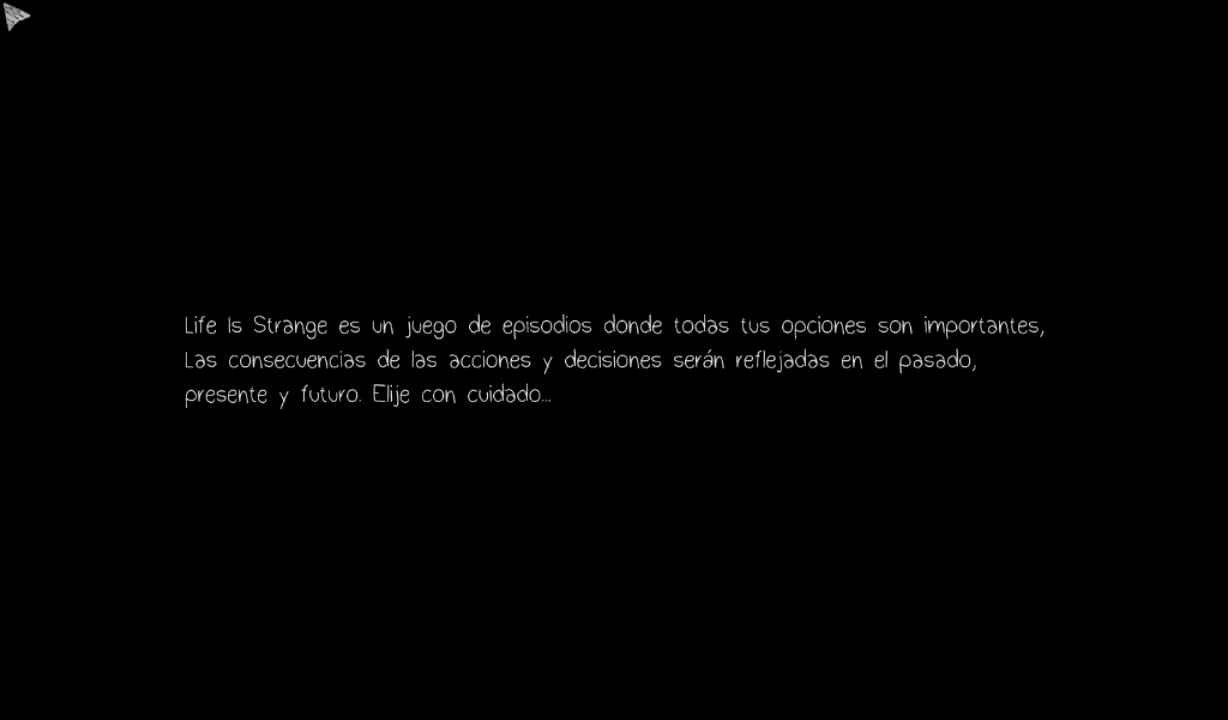 Life Is Strange es un juego de episodios donde todas tus opciones son importantes,
Las consecuencias de las acciones y decisiones serán reflejadas en el pasado,
presente y futuro. Elije con cuidado...